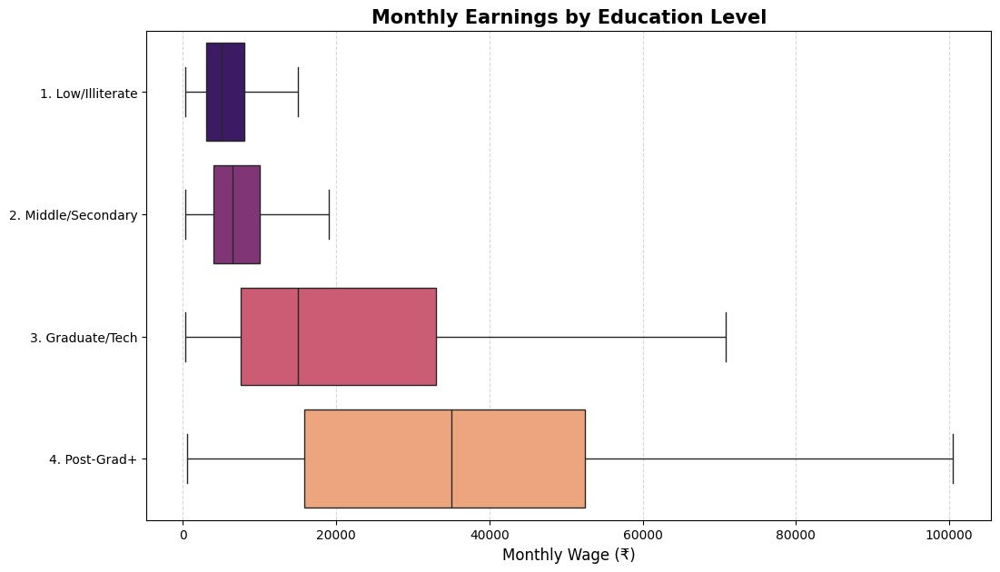 Monthly Earnings by Education Level
1. Low/Illiterate
2. Middle/Secondary
3. Graduate/Tech
4. Post-Grad+
0 20000 40000 60000 80000 100000
Monthly Wage (₹)